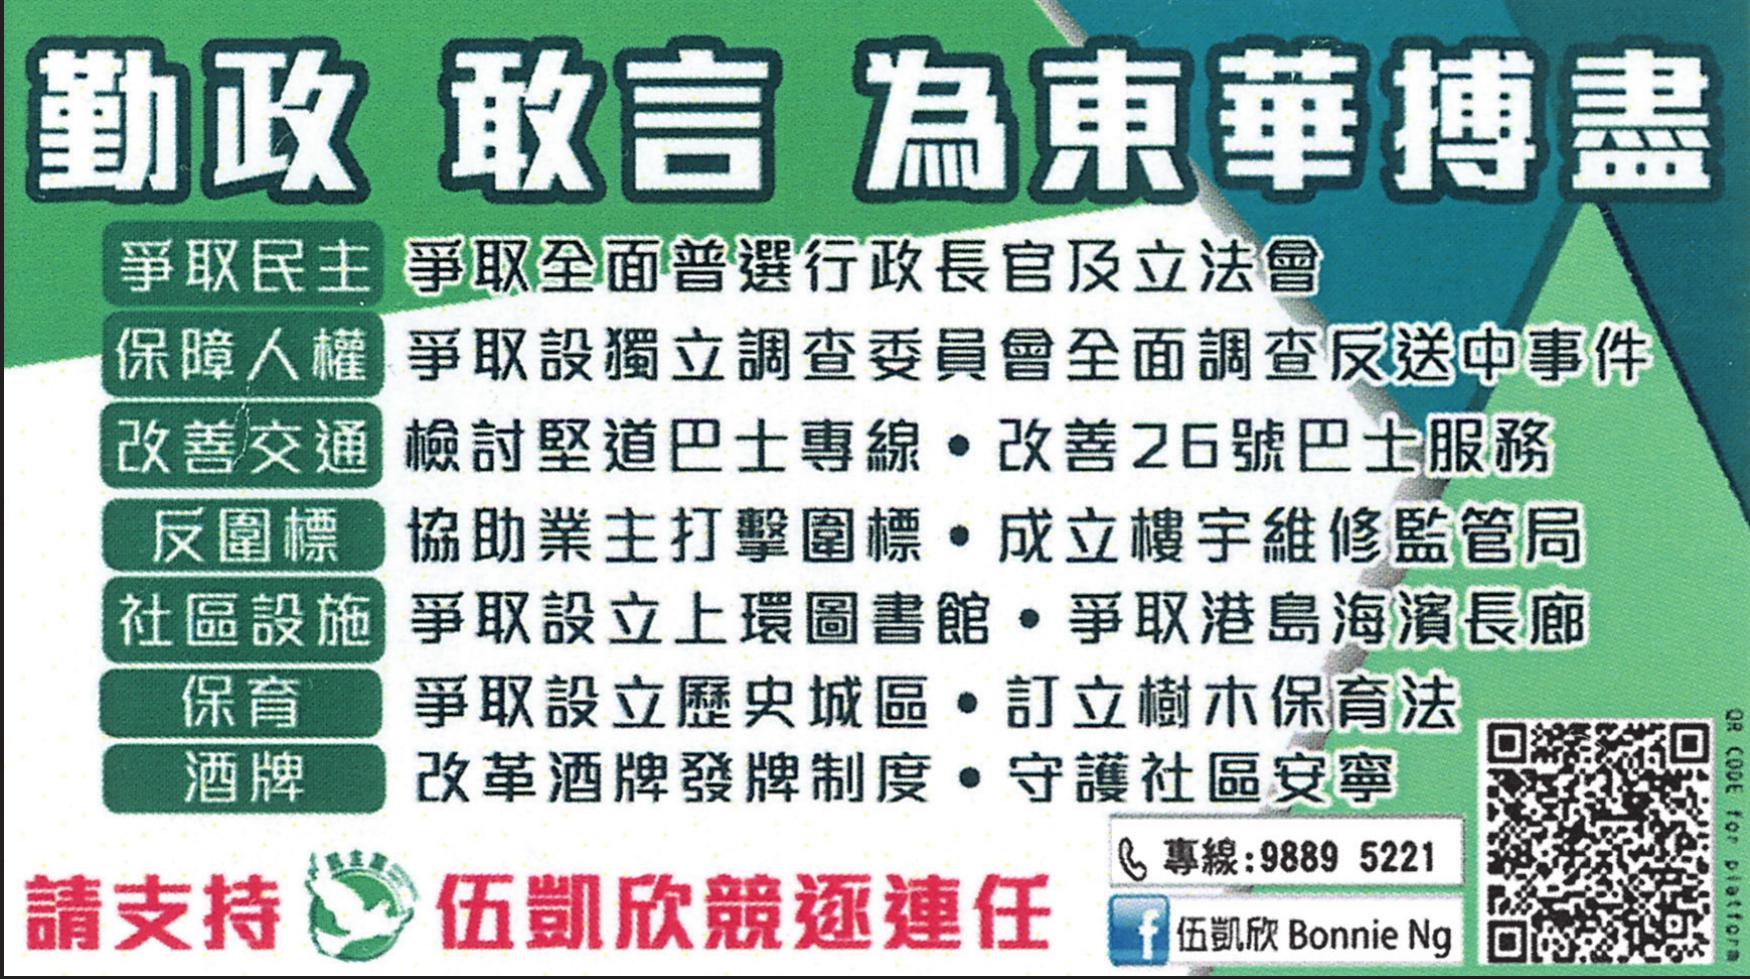 勤政 敢言 為東華搏盡
爭取民主 爭取全面普選行政長官及立法會
保障人權 爭取設獨立調查委員會全面調查反送中事件
改善交通 檢討堅道巴士專線•改善26號巴士服務
反圍標 協助業主打擊圍標•成立樓宇維修監管局
社區設施 爭取設立上環圖書館•爭取港島海濱長廊
保育 爭取設立歷史城區•訂立樹木保育法
酒牌 改革酒牌發牌制度•守護社區安寧
請支持 民主黨 伍凱欣競逐連任
專線:9889 5221
伍凱欣 Bonnie Ng
QR CODE for platform